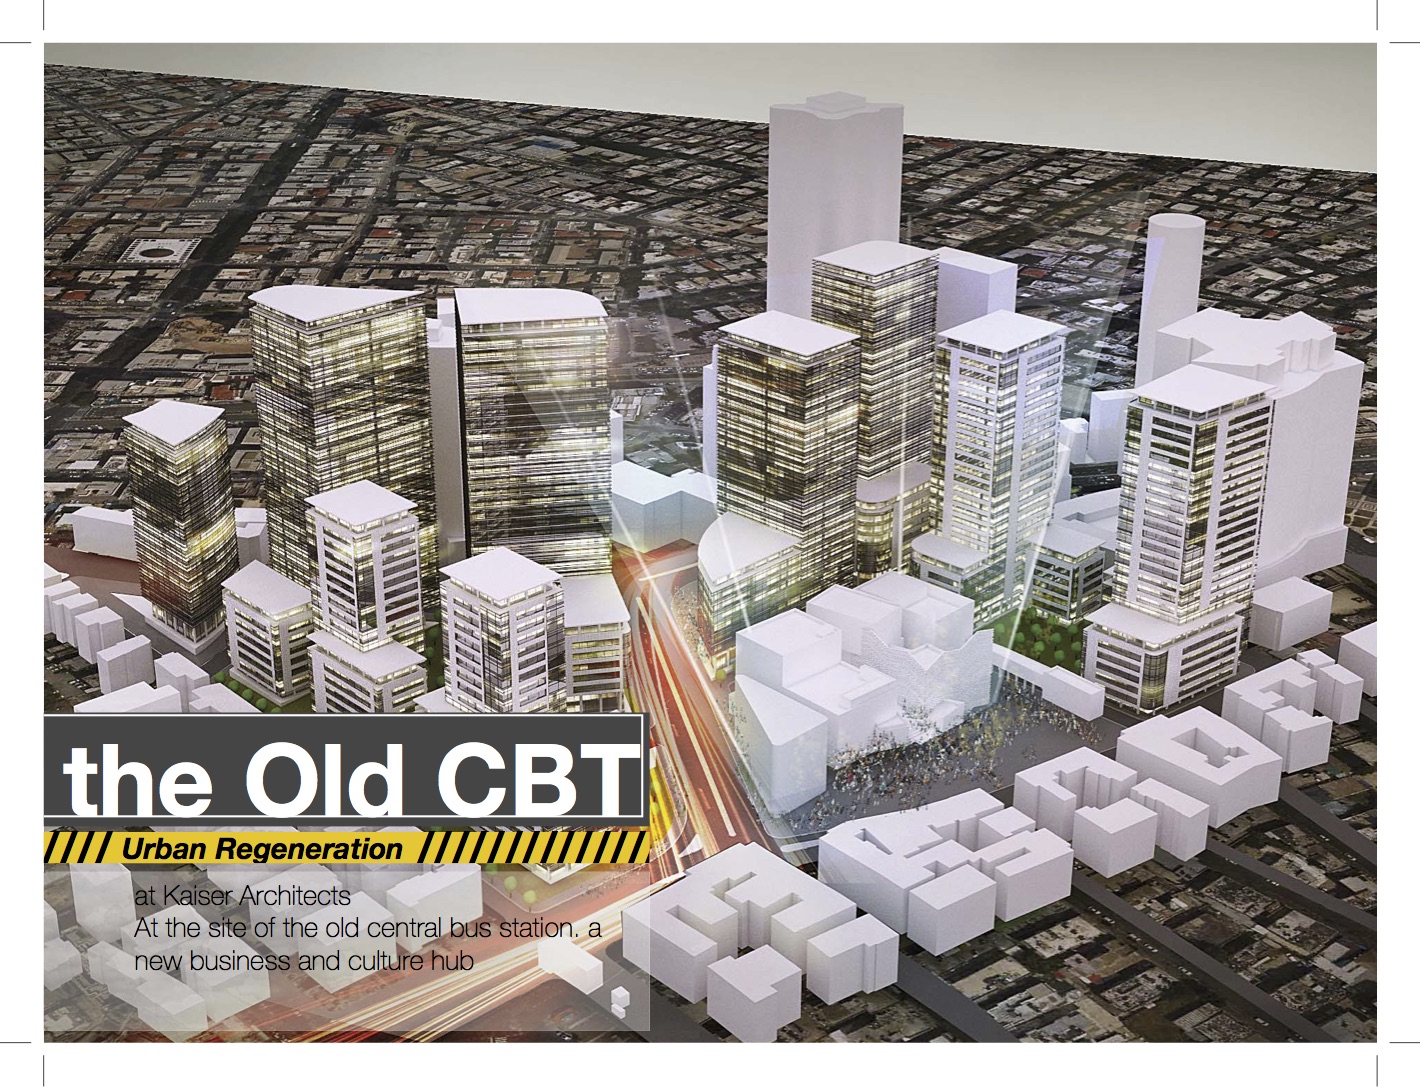 the Old CBT
Urban Regeneration
at Kaiser Architects
At the site of the old central bus station. a
new business and culture hub